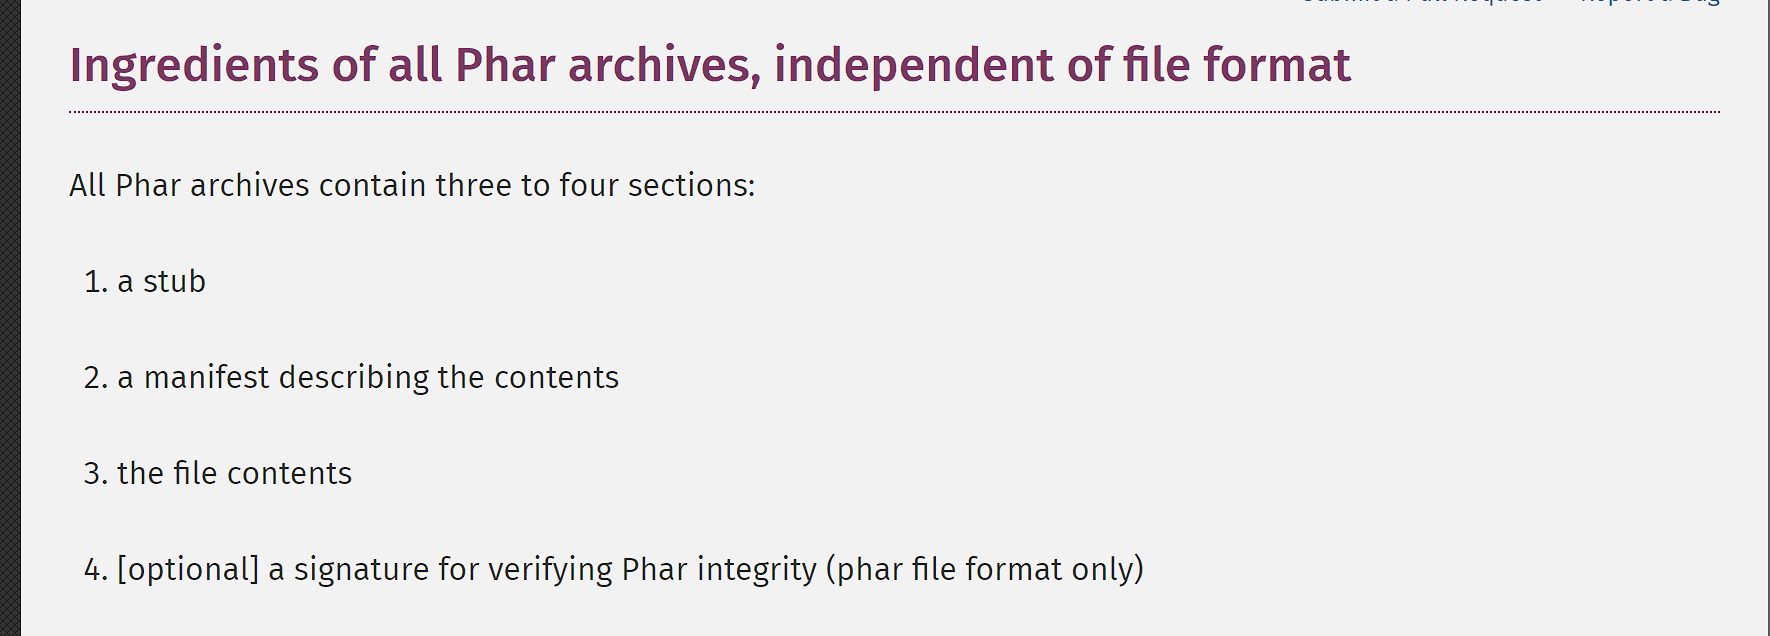 Ingredients of all Phar archives, independent of file format
All Phar archives contain three to four sections:
1. a stub
2. a manifest describing the contents
3. the file contents
4. [optional] a signature for verifying Phar integrity (phar file format only)